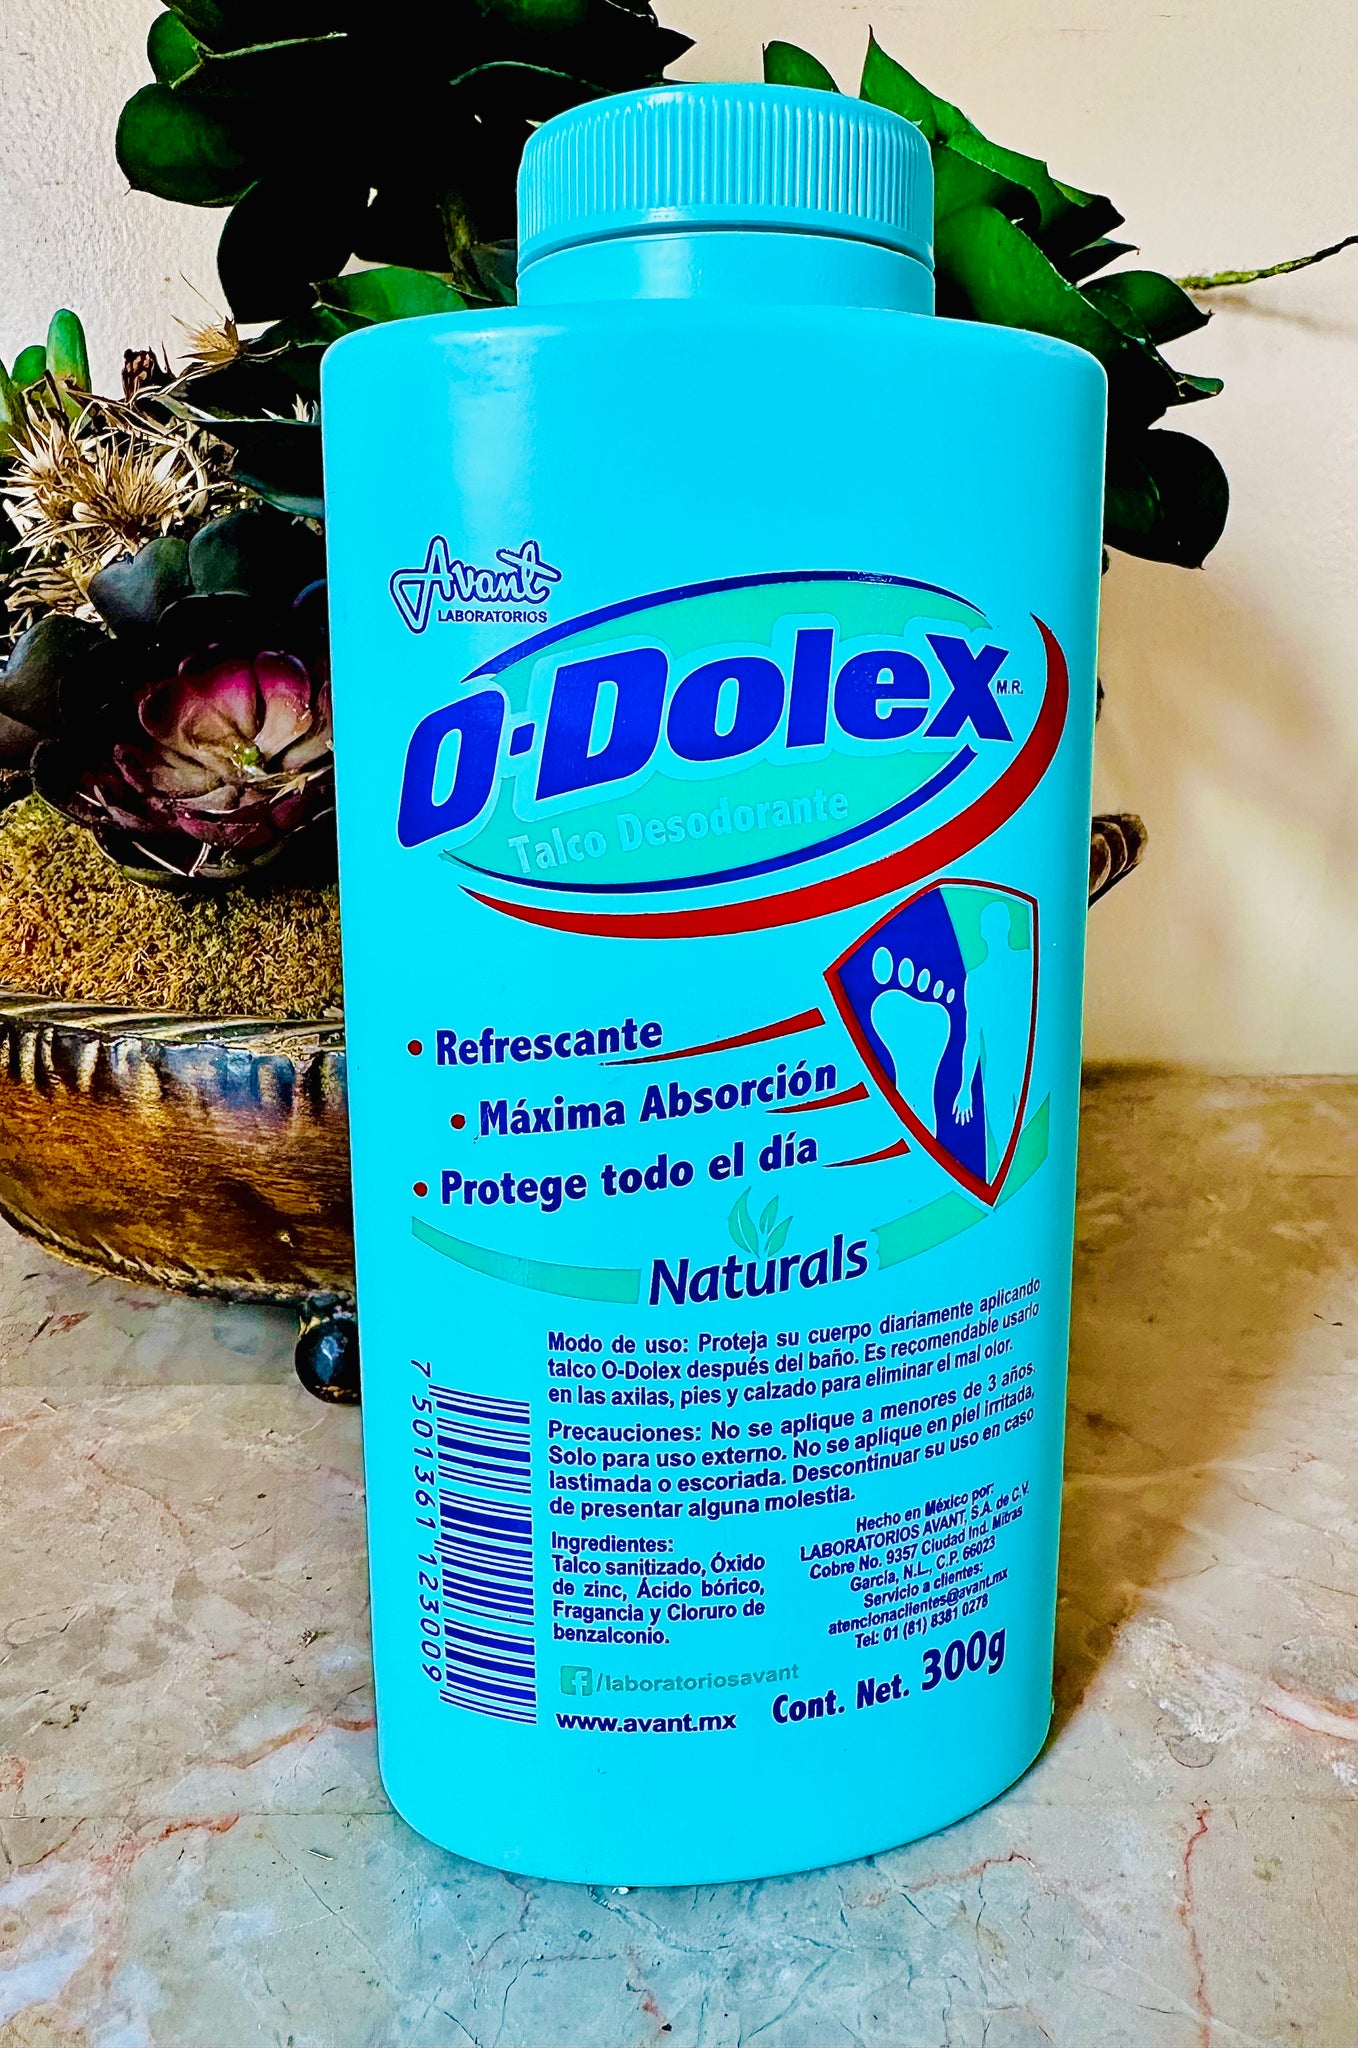 Avant
LABORATORIOS
O-Dolex M.R.
Talco Desodorante
• Refrescante
• Máxima Absorción
• Protege todo el día
Naturals
Modo de uso: Proteja su cuerpo diariamente aplicando
talco O-Dolex después del baño. Es recomendable usarlo
en las axilas, pies y calzado para eliminar el mal olor.
Precauciones: No se aplique a menores de 3 años.
Solo para uso externo. No se aplique en piel irritada,
lastimada o escoriada. Descontinuar su uso en caso
de presentar alguna molestia.
Ingredientes:
Talco sanitizado, Óxido
de zinc, Ácido bórico,
Fragancia y Cloruro de
benzalconio.
Hecho en México por:
LABORATORIOS AVANT, S.A. de C.V.
Cobre No. 9357 Ciudad Ind. Mitras
García, N.L., C.P. 66023
Servicio a clientes:
atencionaclientes@avant.mx
Tel: 01 (81) 8381 0278
f/laboratoriosavant
www.avant.mx
Cont. Net. 300g
7 501361 123009